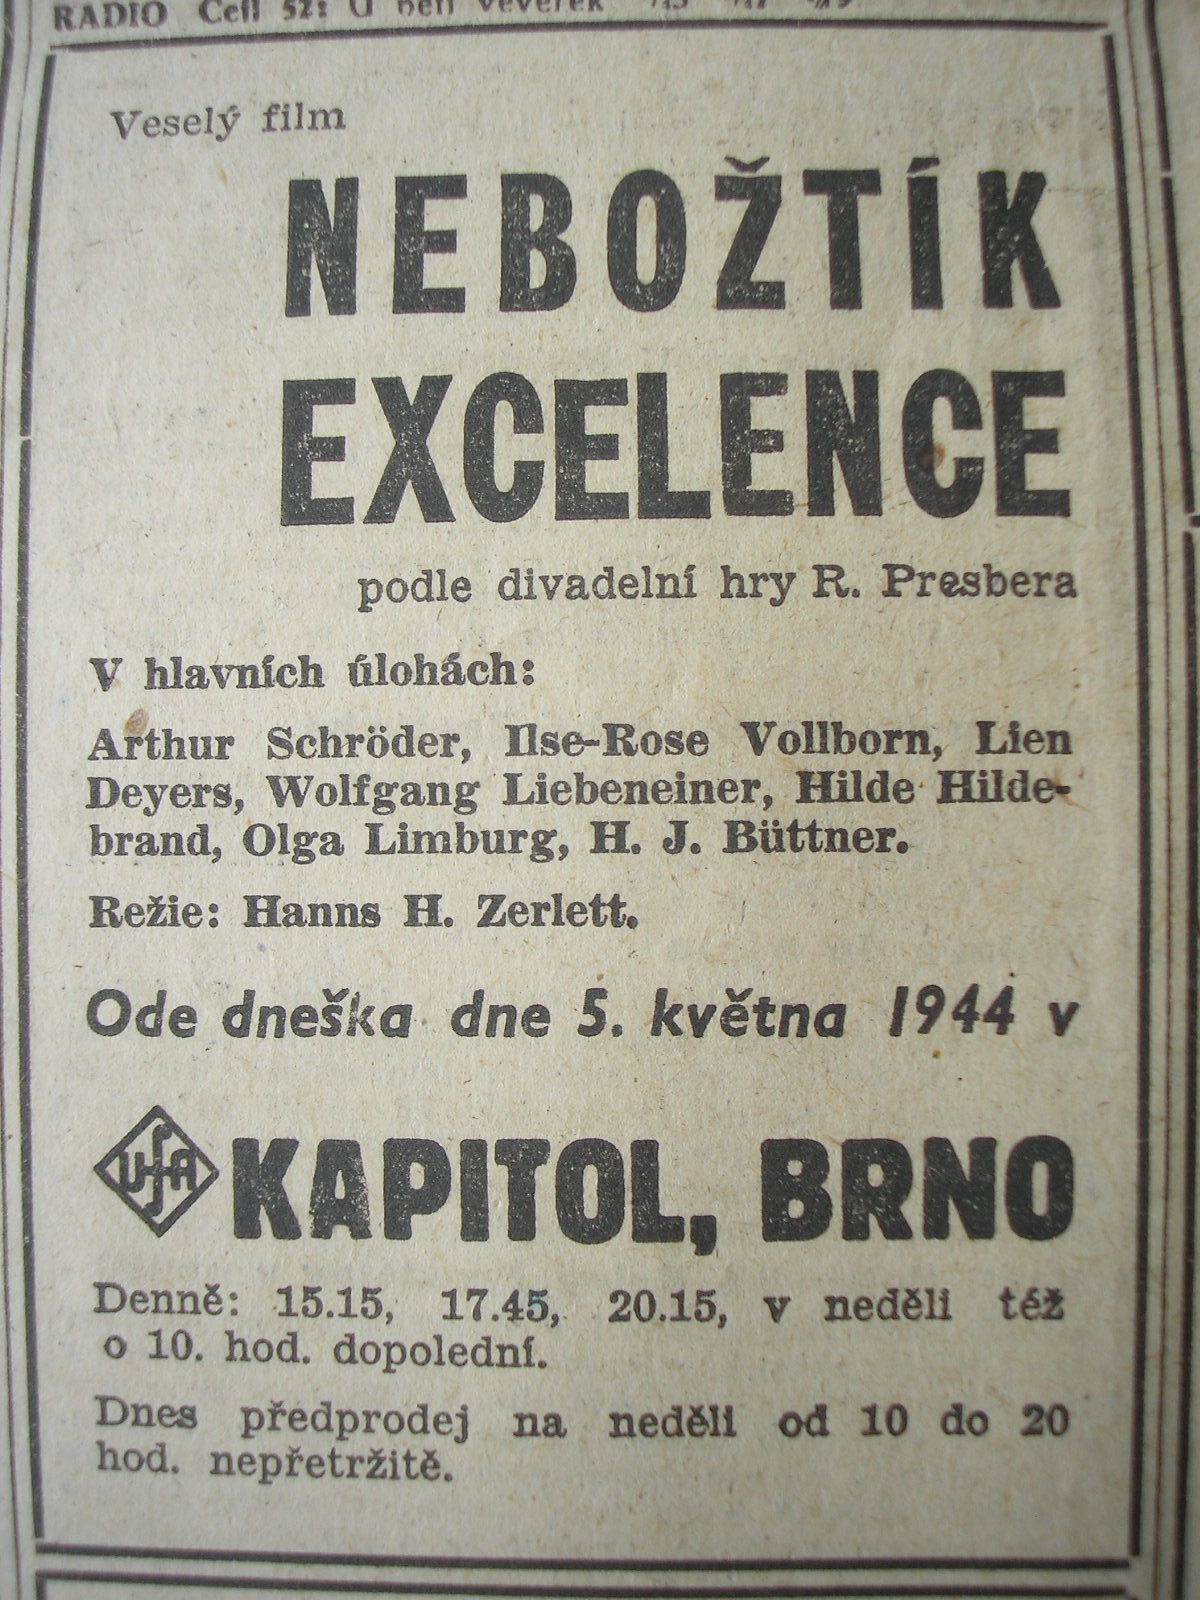 RADIO
Veselý film
NEBOŽTÍK
EXCELENCE
podle divadelní hry R. Presbera
V hlavních úlohách:
Arthur Schröder, Ilse-Rose Vollborn, Lien
Deyers, Wolfgang Liebeneiner, Hilde Hilde-
brand, Olga Limburg, H. J. Büttner.
Režie: Hanns H. Zerlett.
Ode dneška dne 5. května 1944 v
UFA KAPITOL, BRNO
Denně: 15.15, 17.45, 20.15, v neděli též
o 10. hod. dopolední.
Dnes předprodej na neděli od 10 do 20
hod. nepřetržitě.